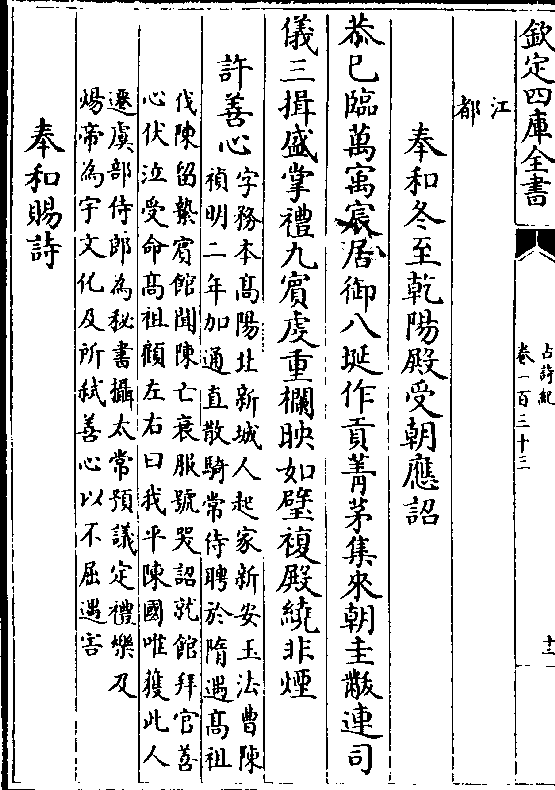 欽定四庫全書
古詩紀
卷一百三十二
十二
江
都
奉和冬至乾陽殿受朝應詔
恭巳臨萬㝢宸居御八埏作貢菁茅集來朝圭黻連司
儀三揖盛掌禮九賔虔重欄映如璧複殿繞非煙
許善心
字務本髙陽北新城人起家新安王法曹陳
禎明二年加通直散騎常侍聘於隋遇髙祖
伐陳留縶賓館聞陳亡衰服號哭詔就館拜官善
心伏泣受命髙祖顧左右曰我平陳國唯獲此人
遷虞部侍郎為秘書攝太常預議定禮樂及
煬帝為宇文化及所弒善心以不屈遇害
奉和賜詩